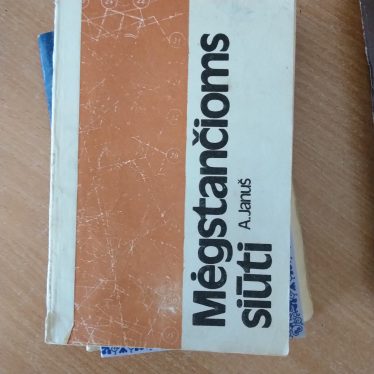 Mėgstančioms
siūti
A. Januš